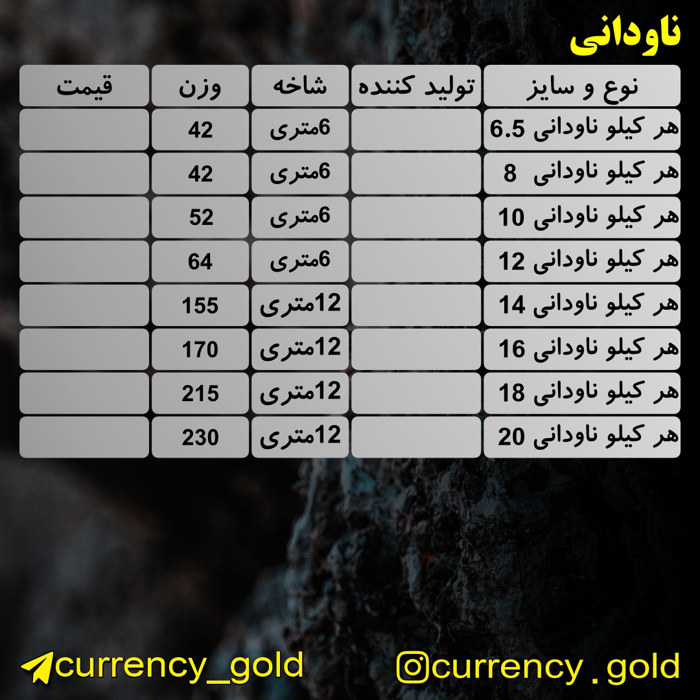 ناودانی
نوع و سایز تولید کننده شاخه وزن قیمت
هر کیلو ناودانی 6.5 6متری 42
هر کیلو ناودانی 8 6متری 42
هر کیلو ناودانی 10 6متری 52
هر کیلو ناودانی 12 6متری 64
هر کیلو ناودانی 14 12متری 155
هر کیلو ناودانی 16 12متری 170
هر کیلو ناودانی 18 12متری 215
هر کیلو ناودانی 20 12متری 230
currency_gold currency.gold